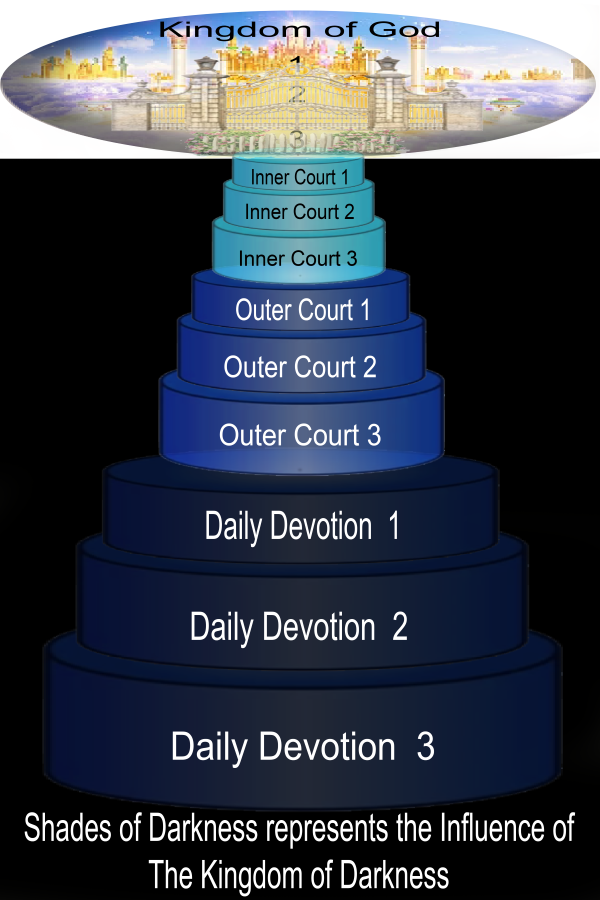 Kingdom of God
1
2
3
Inner Court 1
Inner Court 2
Inner Court 3
Outer Court 1
Outer Court 2
Outer Court 3
Daily Devotion 1
Daily Devotion 2
Daily Devotion 3
Shades of Darkness represents the Influence of
The Kingdom of Darkness